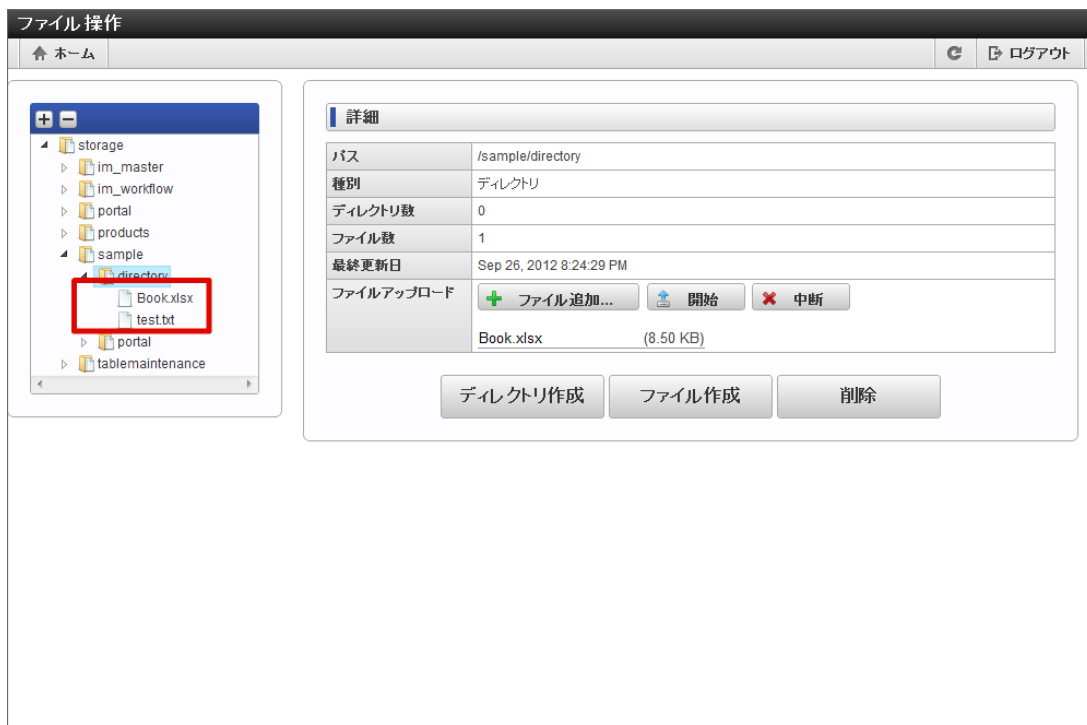 ファイル操作
ホーム
ログアウト
storage
im_master
im_workflow
portal
products
sample
directory
Book.xlsx
test.txt
portal
tablemaintenance
詳細
パス /sample/directory
種別 ディレクトリ
ディレクトリ数 0
ファイル数 1
最終更新日 Sep 26, 2012 8:24:29 PM
ファイルアップロード ファイル追加... 開始 中断
Book.xlsx (8.50 KB)
ディレクトリ作成 ファイル作成 削除